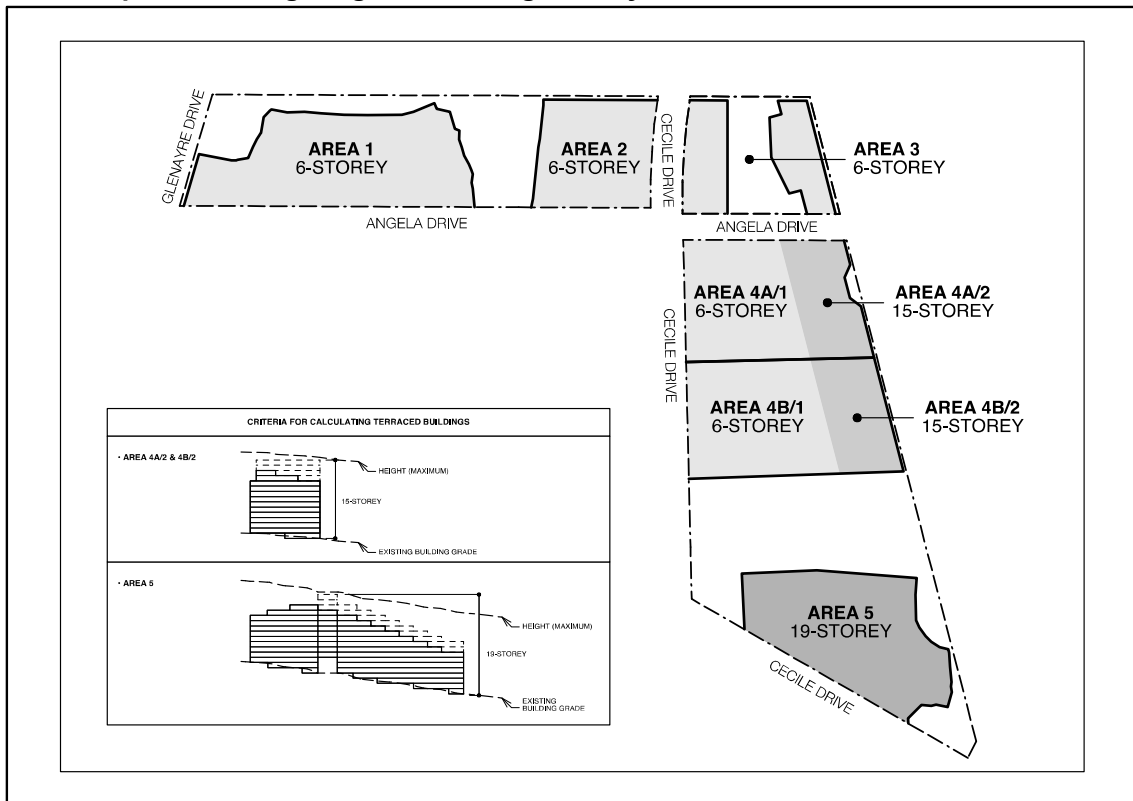 GLENAYRE DRIVE
AREA 1
6-STOREY
AREA 2
6-STOREY
CECILE DRIVE
AREA 3
6-STOREY
ANGELA DRIVE
ANGELA DRIVE
CECILE DRIVE
AREA 4A/1
6-STOREY
AREA 4A/2
15-STOREY
AREA 4B/1
6-STOREY
AREA 4B/2
15-STOREY
CRITERIA FOR CALCULATING TERRACED BUILDINGS
· AREA 4A/2 & 4B/2
HEIGHT (MAXIMUM)
15-STOREY
EXISTING BUILDING GRADE
· AREA 5
HEIGHT (MAXIMUM)
19-STOREY
EXISTING
BUILDING GRADE
AREA 5
19-STOREY
CECILE DRIVE